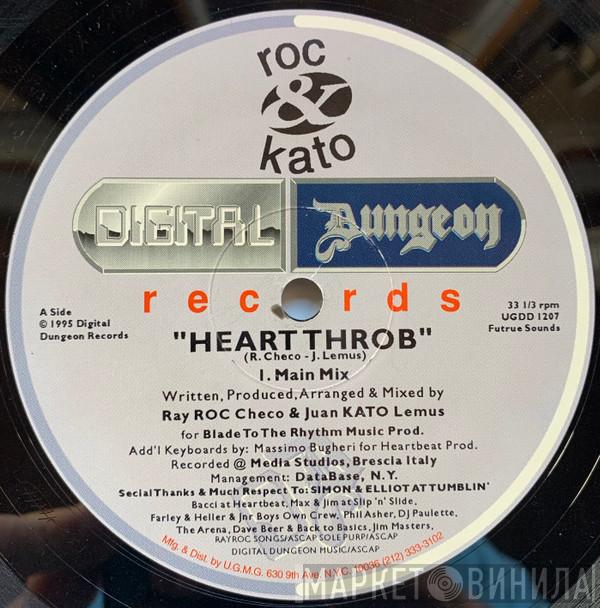 roc
&
kato
DIGITAL Dungeon
records
A Side
© 1995 Digital
Dungeon Records
33 1/3 rpm
UGDD 1207
Futrue Sounds
"HEART THROB"
(R. Checo - J. Lemus)
1. Main Mix
Written, Produced, Arranged & Mixed by
Ray ROC Checo & Juan KATO Lemus
for Blade To The Rhythm Music Prod.
Add'l Keyboards by: Massimo Bugheri for Heartbeat Prod.
Recorded @ Media Studios, Brescia Italy
Management: DataBase, N.Y.
Secial Thanks & Much Respect To: SIMON & ELLIOT AT TUMBLIN'
Bacci at Heartbeat, Max & Jim at Slip 'n' Slide,
Farley & Heller & Jnr Boys Own Crew, Phil Asher, DJ Paulette,
The Arena, Dave Beer & Back to Basics, Jim Masters,
RAYROC SONGS/ASCAP SOLE PURP/ASCAP
DIGITAL DUNGEON MUSIC/ASCAP
Mfg. & Dist. by U.G.M.G. 630 9th Ave. N.Y.C. 10036 (212) 333-3102
МАРКЕТ ВИНИЛА